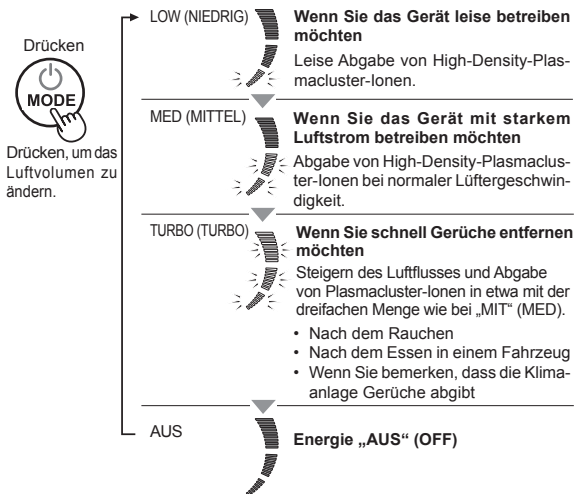 Drücken
MODE
Drücken, um das
Luftvolumen zu
ändern.
LOW (NIEDRIG)
Wenn Sie das Gerät leise betreiben
möchten
Leise Abgabe von High-Density-Plas-
macluster-Ionen.
MED (MITTEL)
Wenn Sie das Gerät mit starkem
Luftstrom betreiben möchten
Abgabe von High-Density-Plasmaclus-
ter-Ionen bei normaler Lüftergeschwin-
digkeit.
TURBO (TURBO)
Wenn Sie schnell Gerüche entfernen
möchten
Steigern des Luftflusses und Abgabe
von Plasmacluster-Ionen in etwa mit der
dreifachen Menge wie bei „MIT“ (MED).
• Nach dem Rauchen
• Nach dem Essen in einem Fahrzeug
• Wenn Sie bemerken, dass die Klima-
anlage Gerüche abgibt
AUS
Energie „AUS“ (OFF)